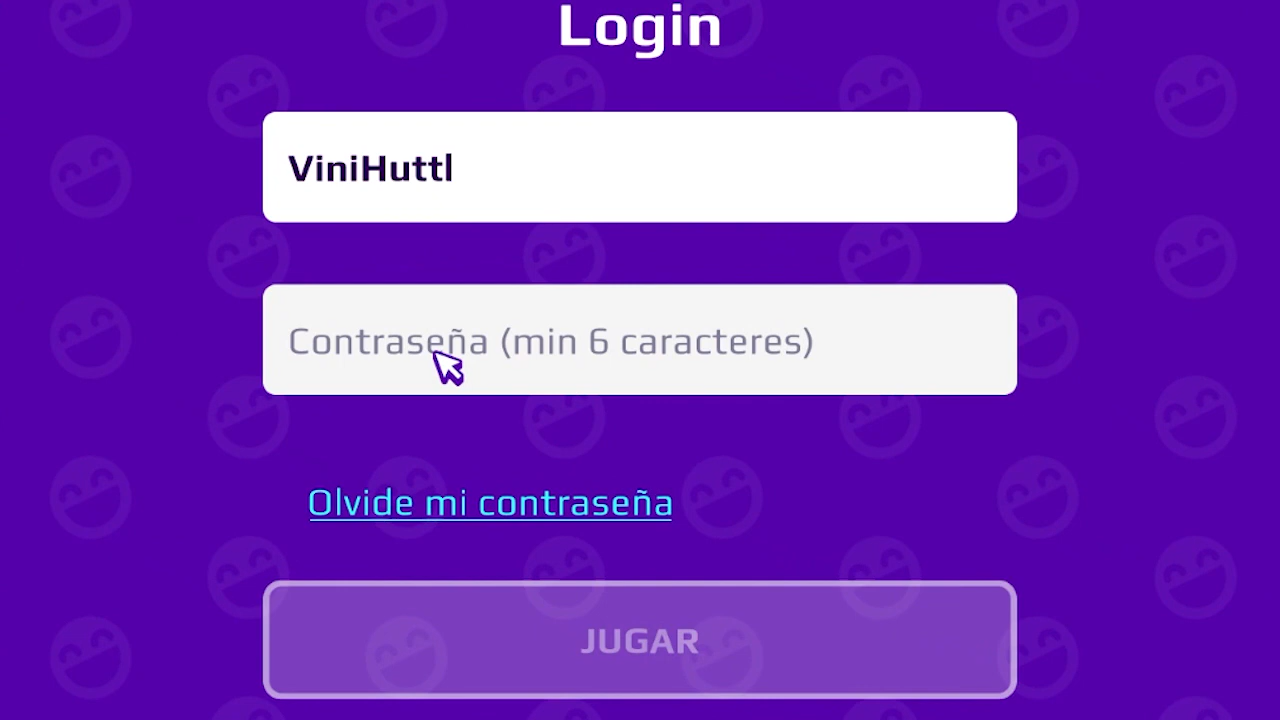 Login
ViniHuttl
Contraseña (min 6 caracteres)
Olvide mi contraseña
JUGAR